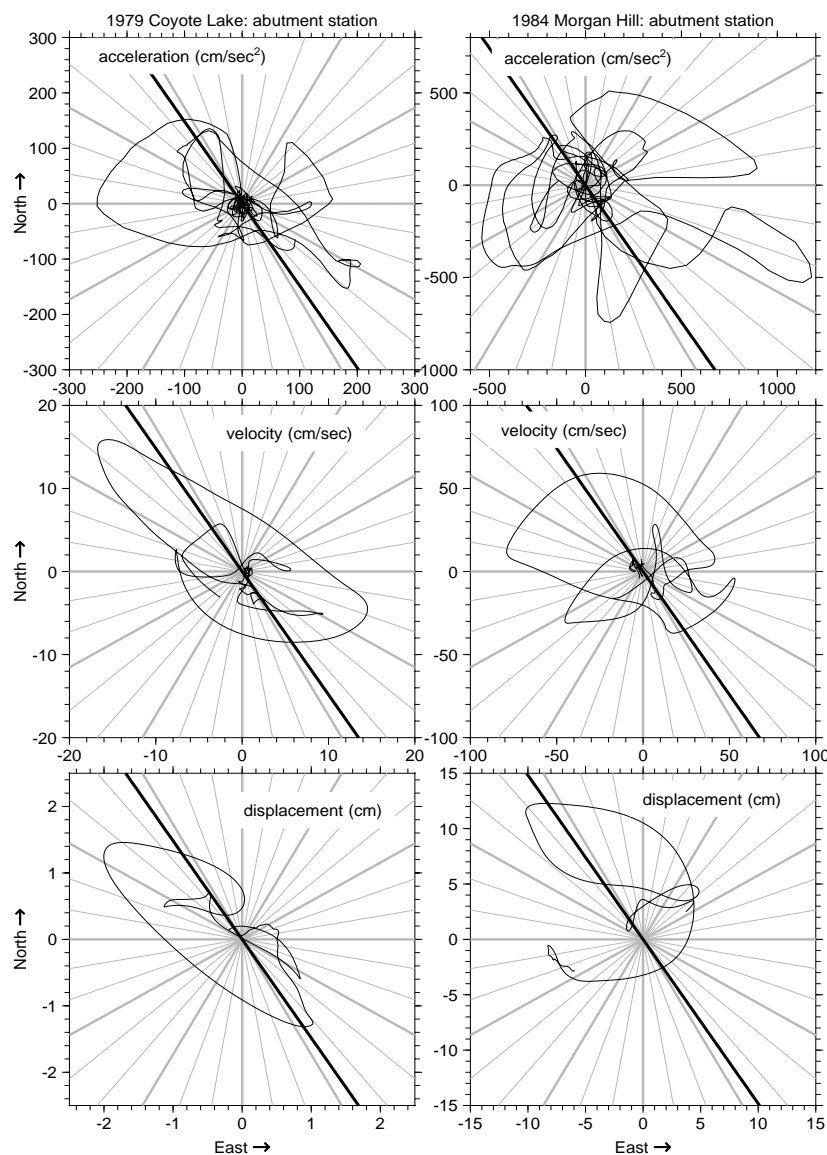 1979 Coyote Lake: abutment station
1984 Morgan Hill: abutment station
acceleration (cm/sec²)
300
200
100
0
-100
-200
-300
North →
-300 -200 -100 0 100 200 300
acceleration (cm/sec²)
500
0
-500
-1000
-500 0 500 1000
velocity (cm/sec)
20
10
0
-10
-20
North →
-20 -10 0 10 20
velocity (cm/sec)
100
50
0
-50
-100
-100 -50 0 50 100
displacement (cm)
2
1
0
-1
-2
North →
-2 -1 0 1 2
East →
displacement (cm)
15
10
5
0
-5
-10
-15
-15 -10 -5 0 5 10 15
East →